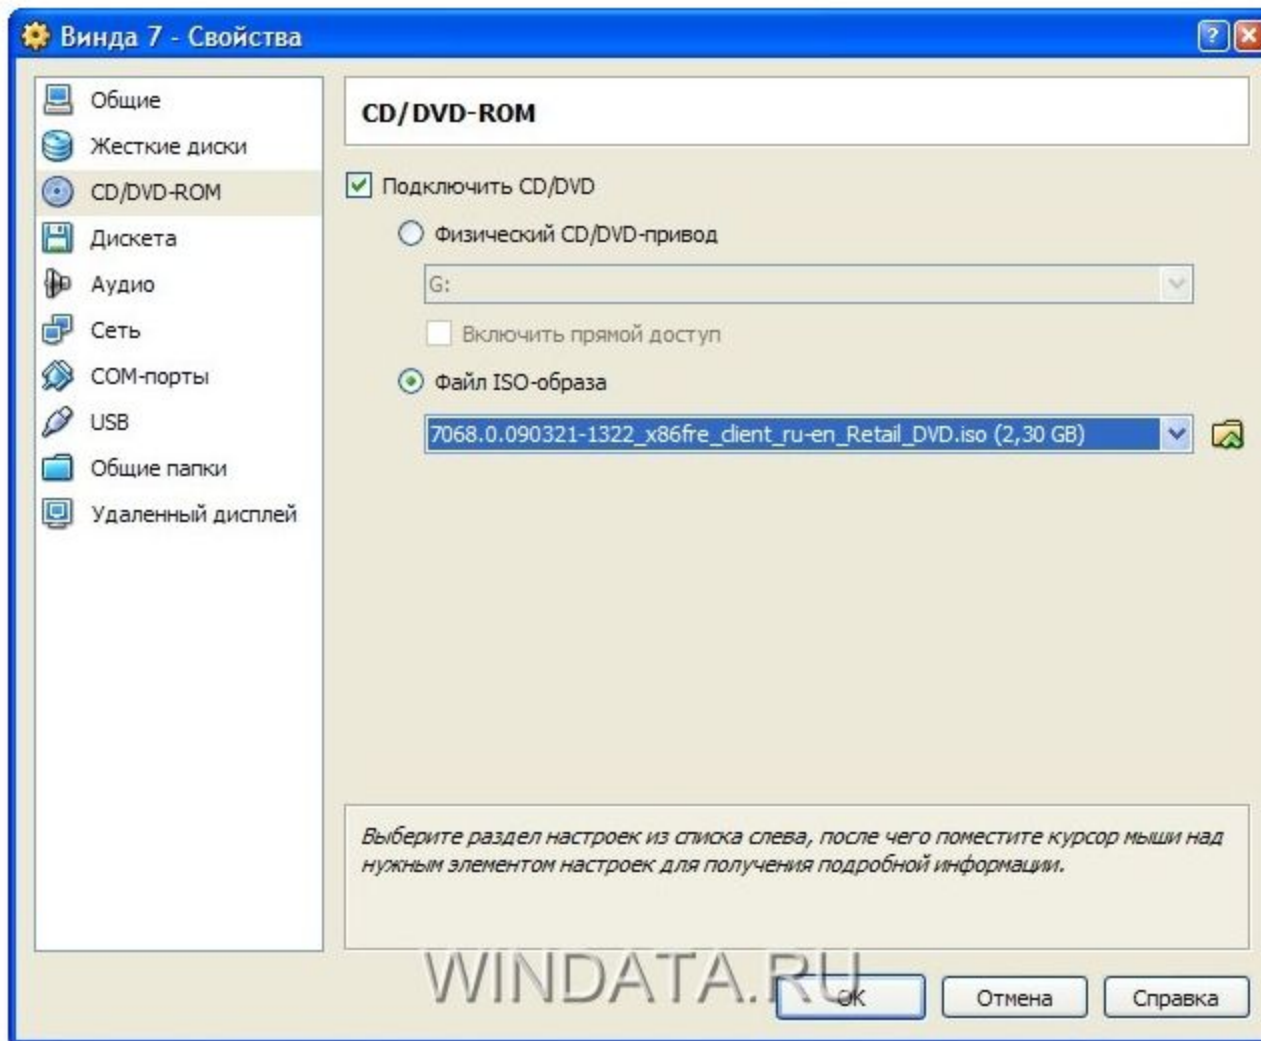 Винда 7 - Свойства
Общие
Жесткие диски
CD/DVD-ROM
Дискета
Аудио
Сеть
COM-порты
USB
Общие папки
Удаленный дисплей
CD/DVD-ROM
Подключить CD/DVD
Физический CD/DVD-привод
G:
Включить прямой доступ
Файл ISO-образа
7068.0.090321-1322_x86fre_client_ru-en_Retail_DVD.iso (2,30 GB)
Выберите раздел настроек из списка слева, после чего поместите курсор мыши над
нужным элементом настроек для получения подробной информации.
WINDATA.RU
OK
Отмена
Справка